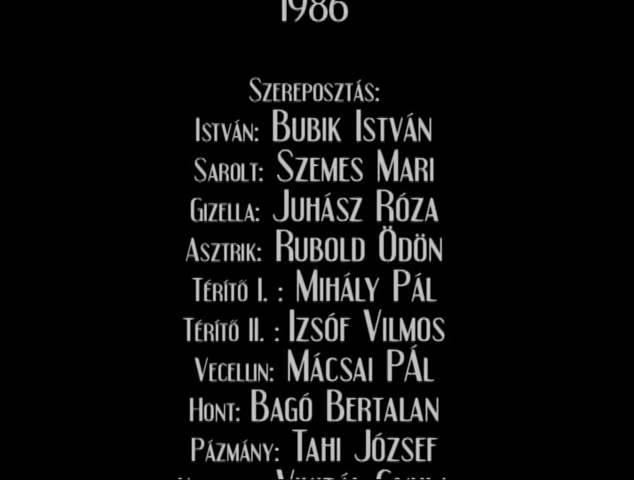 1986
Szereposztás:
István: Bubik István
Sarolt: Szemes Mari
Gizella: Juhász Róza
Asztrik: Rubold Ödön
Térítő I. : Mihály Pál
Térítő II. : Izsóf Vilmos
Vecellin: Mácsai PÁl
Hont: Bagó Bertalan
Pázmány: Tahi József